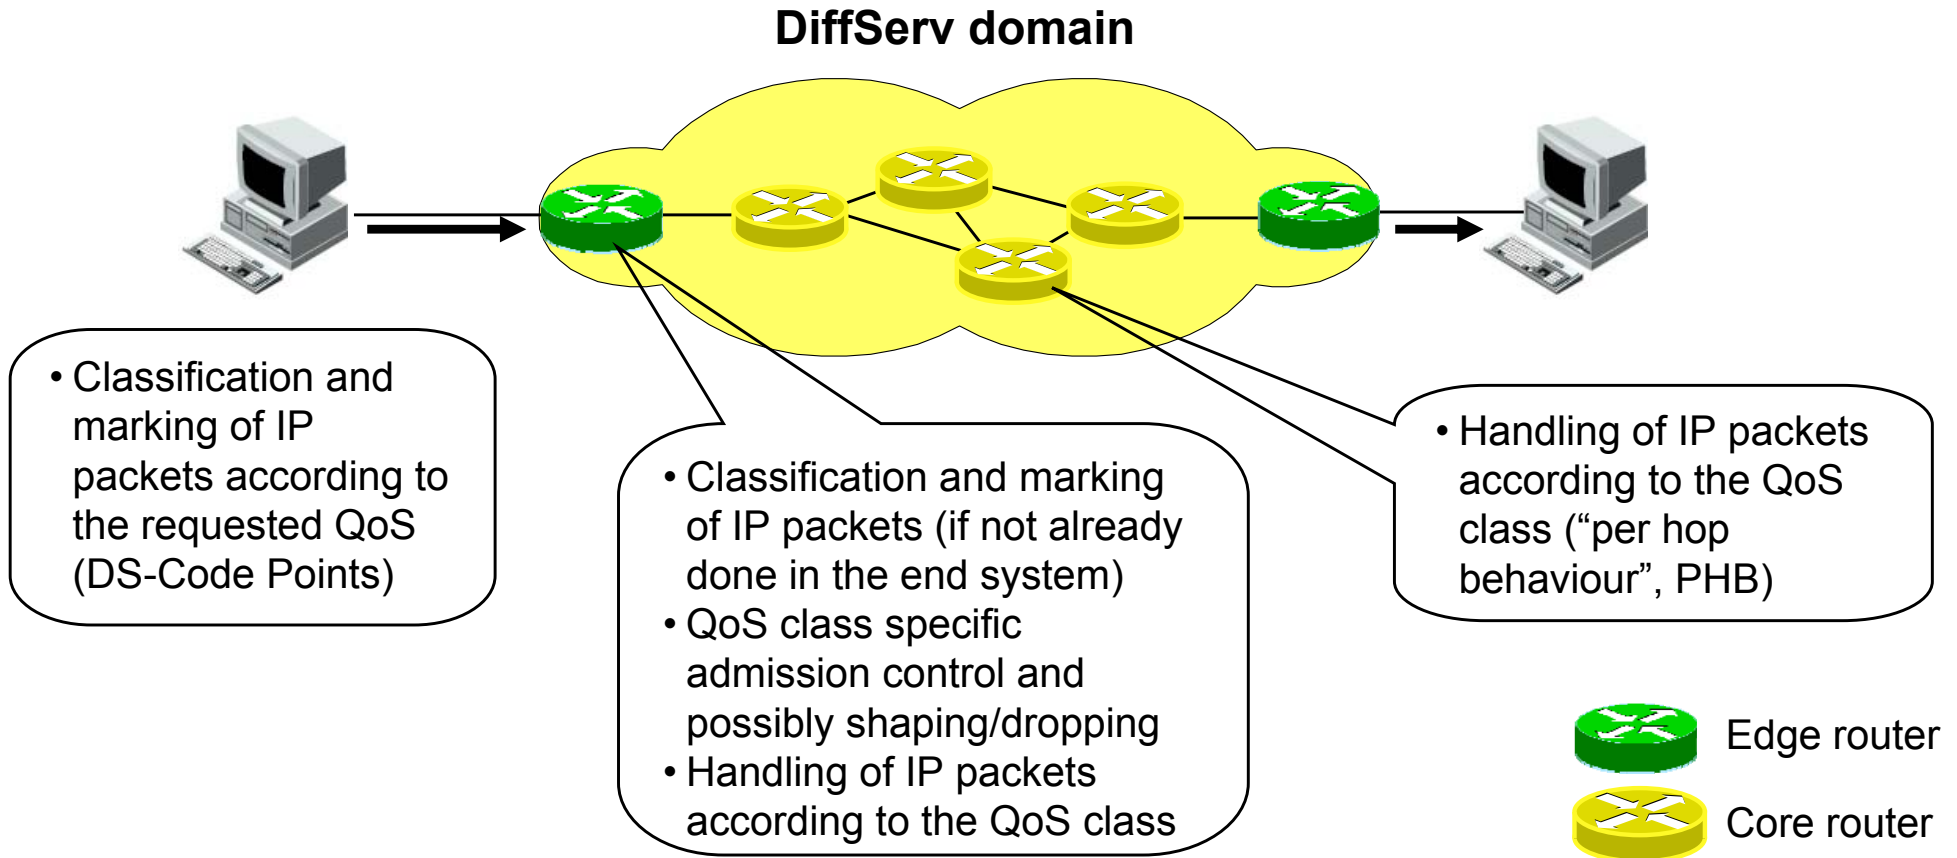 DiffServ domain
• Classification and
marking of IP
packets according to
the requested QoS
(DS-Code Points)
• Classification and marking
of IP packets (if not already
done in the end system)
• QoS class specific
admission control and
possibly shaping/dropping
• Handling of IP packets
according to the QoS class
• Handling of IP packets
according to the QoS
class (“per hop
behaviour”, PHB)
Edge router
Core router